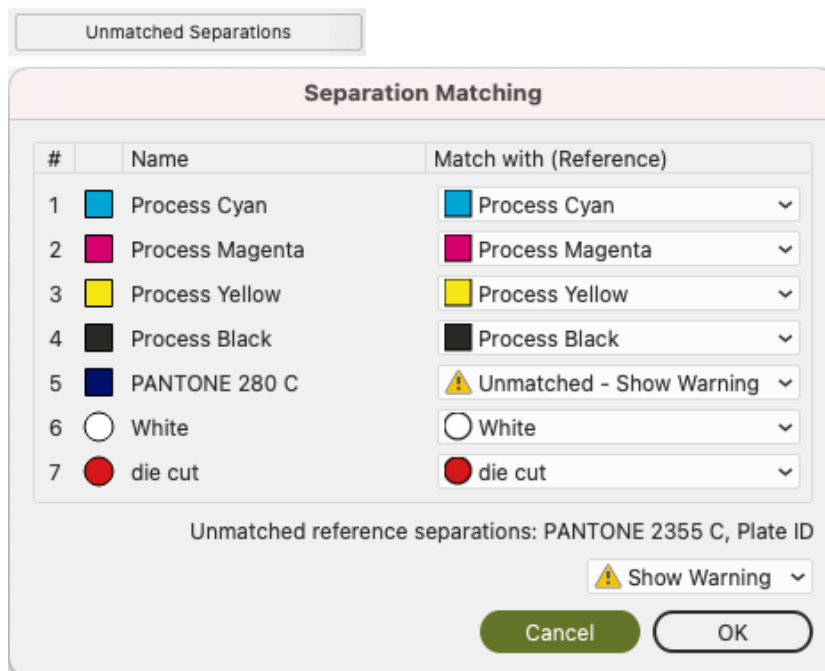 Unmatched Separations
Separation Matching
# Name Match with (Reference)
1 Process Cyan Process Cyan
2 Process Magenta Process Magenta
3 Process Yellow Process Yellow
4 Process Black Process Black
5 PANTONE 280 C Unmatched - Show Warning
6 White White
7 die cut die cut
Unmatched reference separations: PANTONE 2355 C, Plate ID
Show Warning
Cancel OK